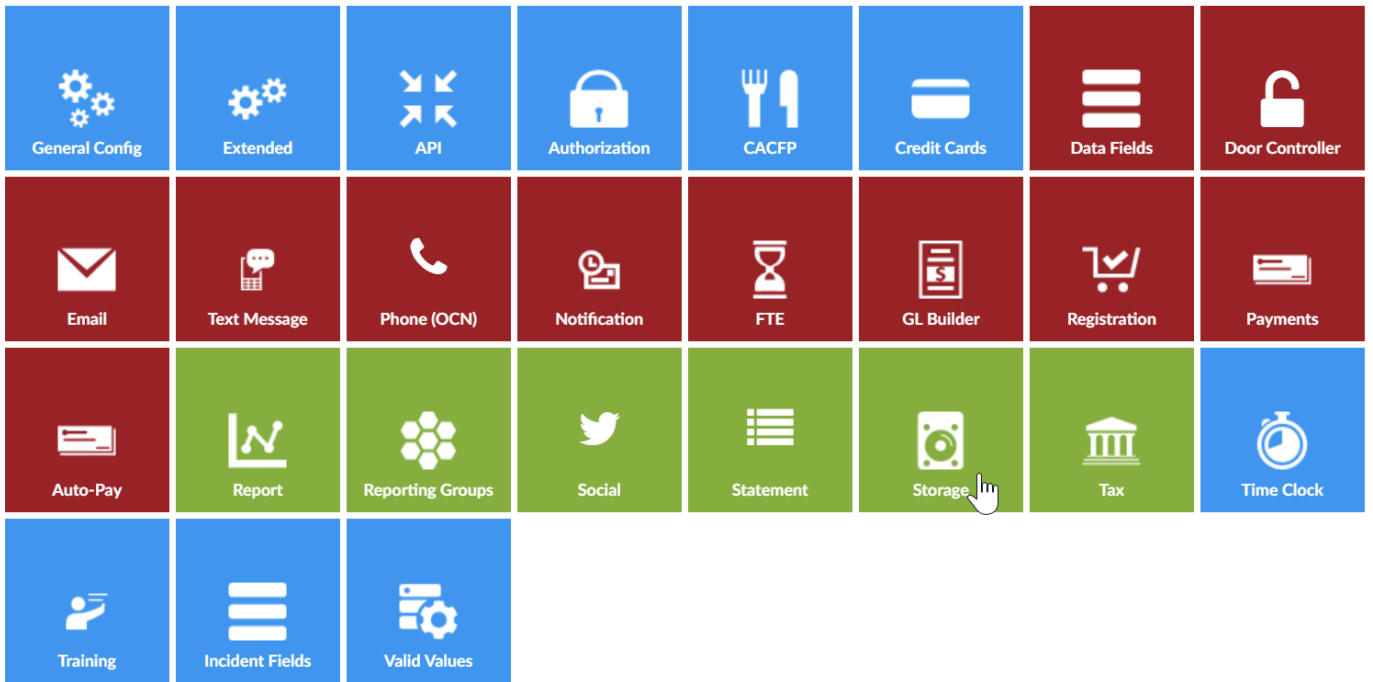 General Config
Extended
API
Authorization
CACFP
Credit Cards
Data Fields
Door Controller
Email
Text Message
Phone (OCN)
Notification
FTE
GL Builder
Registration
Payments
Auto-Pay
Report
Reporting Groups
Social
Statement
Storage
Tax
Time Clock
Training
Incident Fields
Valid Values